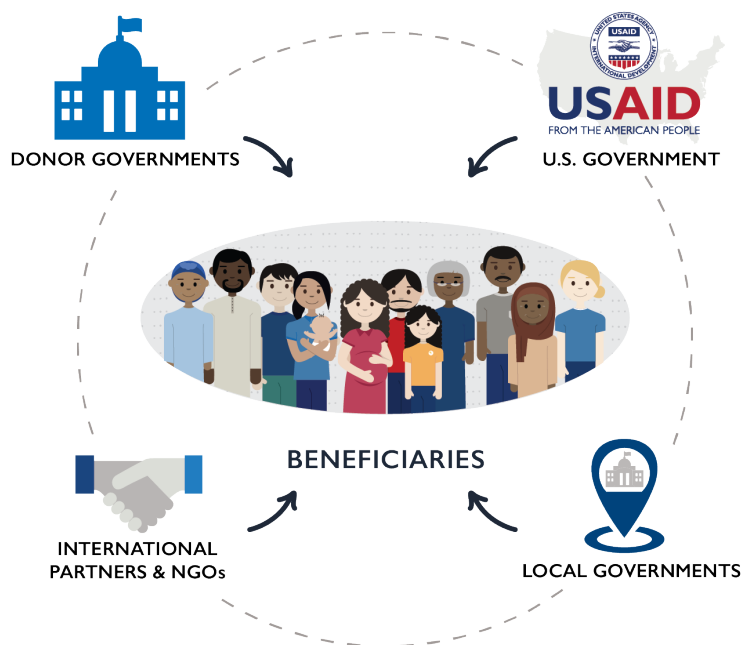 UNITED STATES AGENCY
USAID
INTERNATIONAL DEVELOPMENT
USAID
FROM THE AMERICAN PEOPLE
DONOR GOVERNMENTS
U.S. GOVERNMENT
BENEFICIARIES
INTERNATIONAL
PARTNERS & NGOs
LOCAL GOVERNMENTS